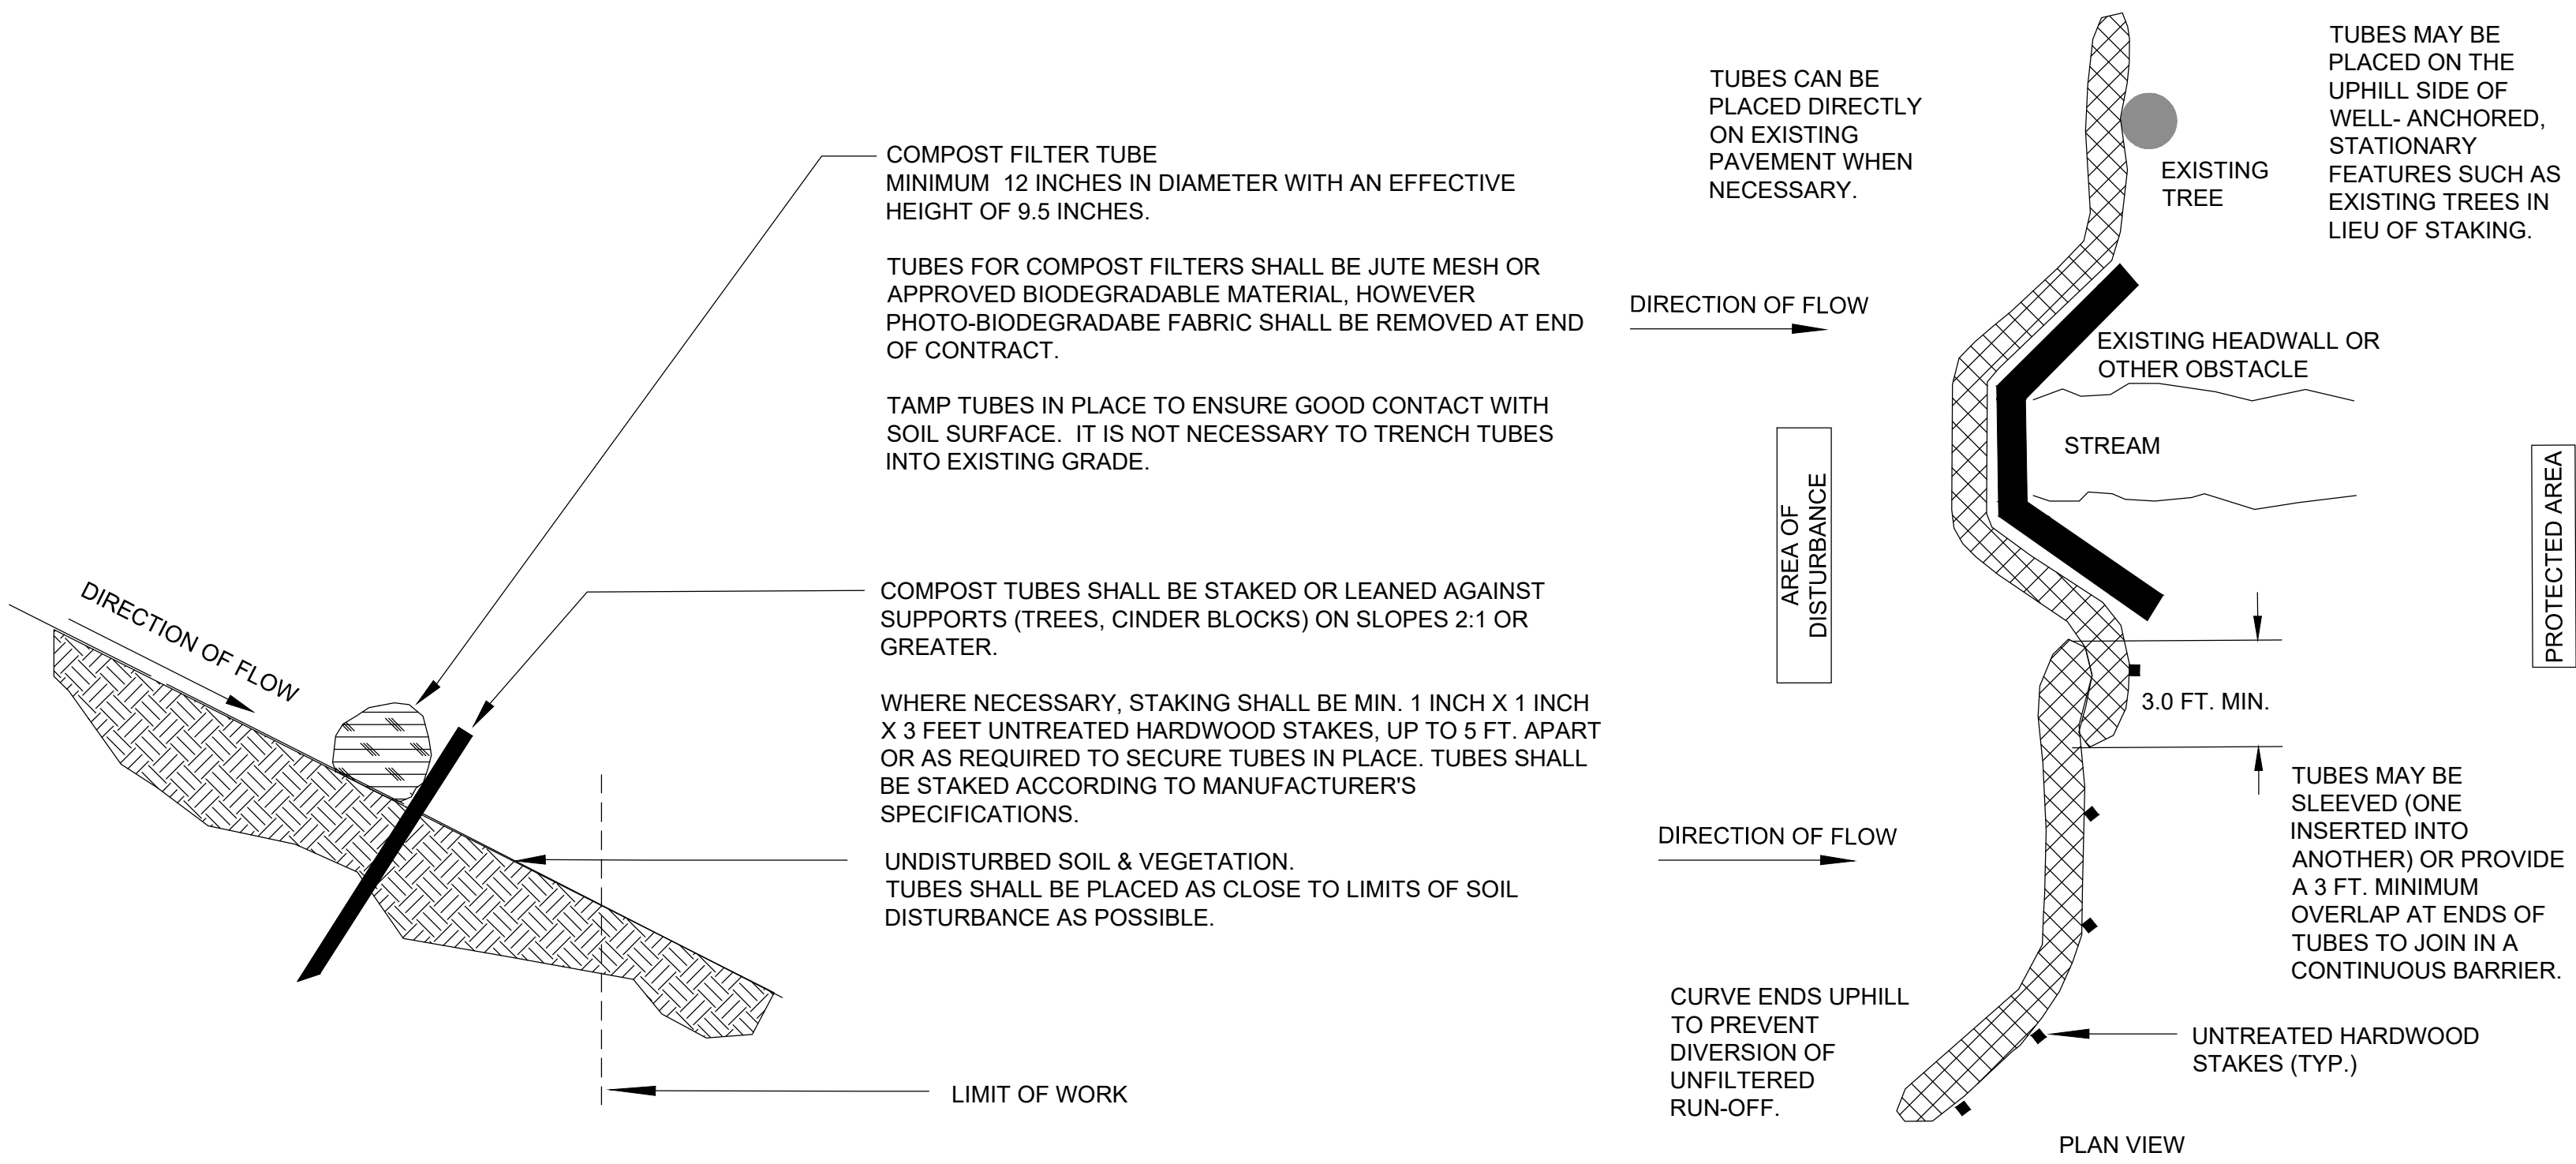 COMPOST FILTER TUBE
MINIMUM  12 INCHES IN DIAMETER WITH AN EFFECTIVE
HEIGHT OF 9.5 INCHES.
TUBES FOR COMPOST FILTERS SHALL BE JUTE MESH OR
APPROVED BIODEGRADABLE MATERIAL, HOWEVER
PHOTO-BIODEGRADABE FABRIC SHALL BE REMOVED AT END
OF CONTRACT.
TAMP TUBES IN PLACE TO ENSURE GOOD CONTACT WITH
SOIL SURFACE.  IT IS NOT NECESSARY TO TRENCH TUBES
INTO EXISTING GRADE.
DIRECTION OF FLOW
COMPOST TUBES SHALL BE STAKED OR LEANED AGAINST
SUPPORTS (TREES, CINDER BLOCKS) ON SLOPES 2:1 OR
GREATER.
WHERE NECESSARY, STAKING SHALL BE MIN. 1 INCH X 1 INCH
X 3 FEET UNTREATED HARDWOOD STAKES, UP TO 5 FT. APART
OR AS REQUIRED TO SECURE TUBES IN PLACE. TUBES SHALL
BE STAKED ACCORDING TO MANUFACTURER'S
SPECIFICATIONS.
UNDISTURBED SOIL & VEGETATION.
TUBES SHALL BE PLACED AS CLOSE TO LIMITS OF SOIL
DISTURBANCE AS POSSIBLE.
LIMIT OF WORK
TUBES CAN BE
PLACED DIRECTLY
ON EXISTING
PAVEMENT WHEN
NECESSARY.
TUBES MAY BE
PLACED ON THE
UPHILL SIDE OF
WELL- ANCHORED,
STATIONARY
FEATURES SUCH AS
EXISTING TREES IN
LIEU OF STAKING.
EXISTING
TREE
DIRECTION OF FLOW
EXISTING HEADWALL OR
OTHER OBSTACLE
STREAM
AREA OF
DISTURBANCE
PROTECTED AREA
3.0 FT. MIN.
TUBES MAY BE
SLEEVED (ONE
INSERTED INTO
ANOTHER) OR PROVIDE
A 3 FT. MINIMUM
OVERLAP AT ENDS OF
TUBES TO JOIN IN A
CONTINUOUS BARRIER.
DIRECTION OF FLOW
CURVE ENDS UPHILL
TO PREVENT
DIVERSION OF
UNFILTERED
RUN-OFF.
UNTREATED HARDWOOD
STAKES (TYP.)
PLAN VIEW